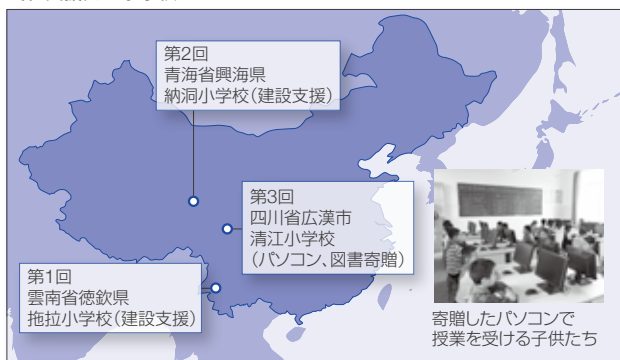 第2回
青海省興海県
納洞小学校(建設支援)
第3回
四川省広漢市
清江小学校
(パソコン、図書寄贈)
第1回
雲南省徳欽県
拖拉小学校(建設支援)
寄贈したパソコンで
授業を受ける子供たち